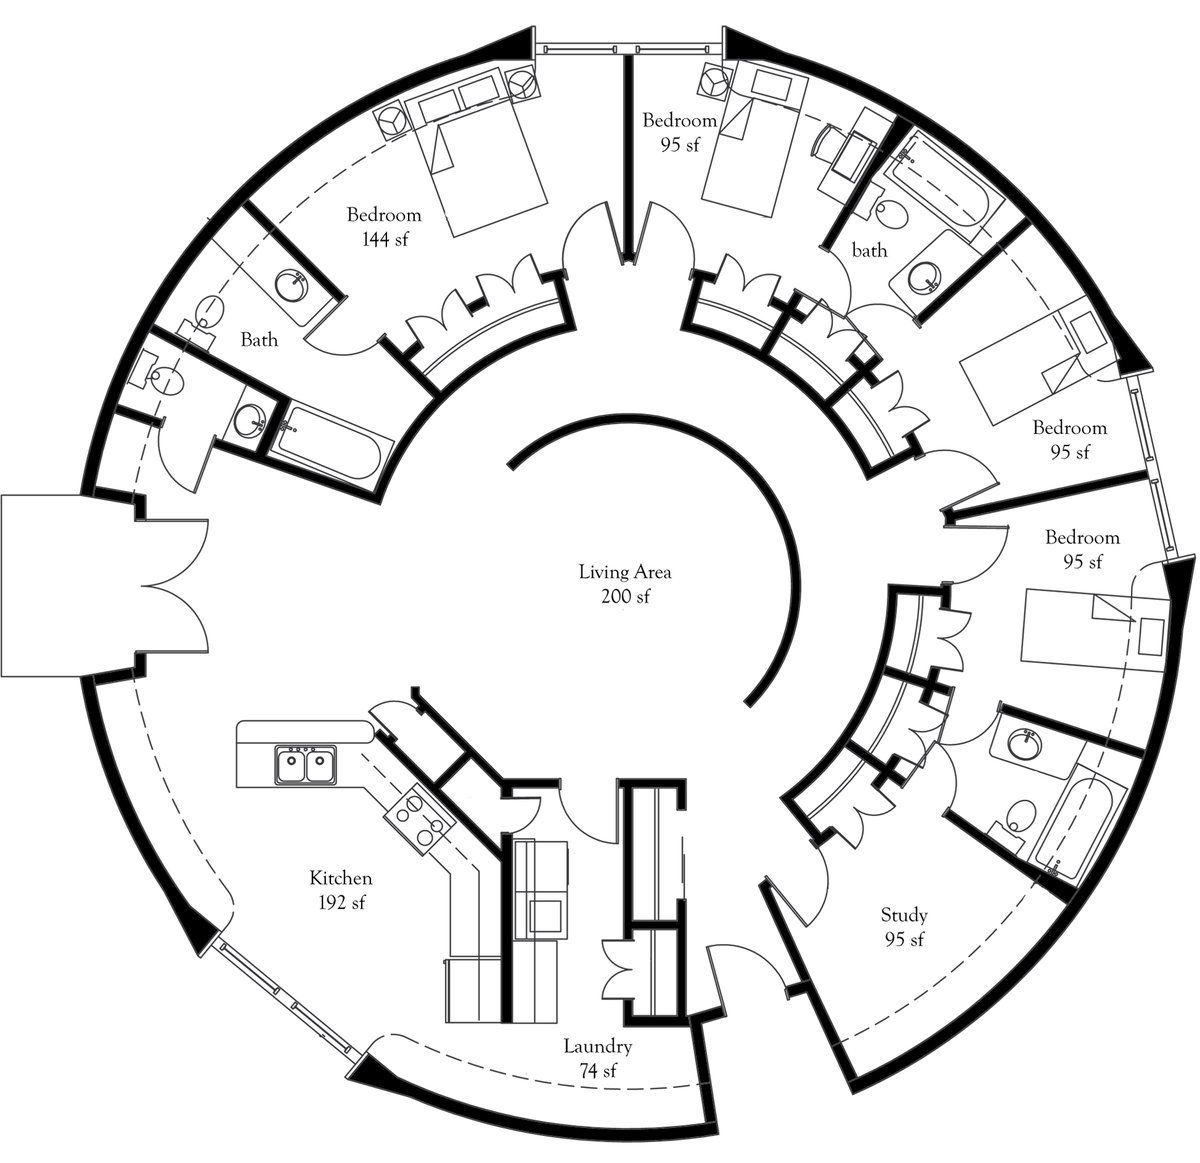 Bedroom
95 sf
Bedroom
144 sf
bath
Bath
Bedroom
95 sf
Bedroom
95 sf
Living Area
200 sf
Kitchen
192 sf
Study
95 sf
Laundry
74 sf